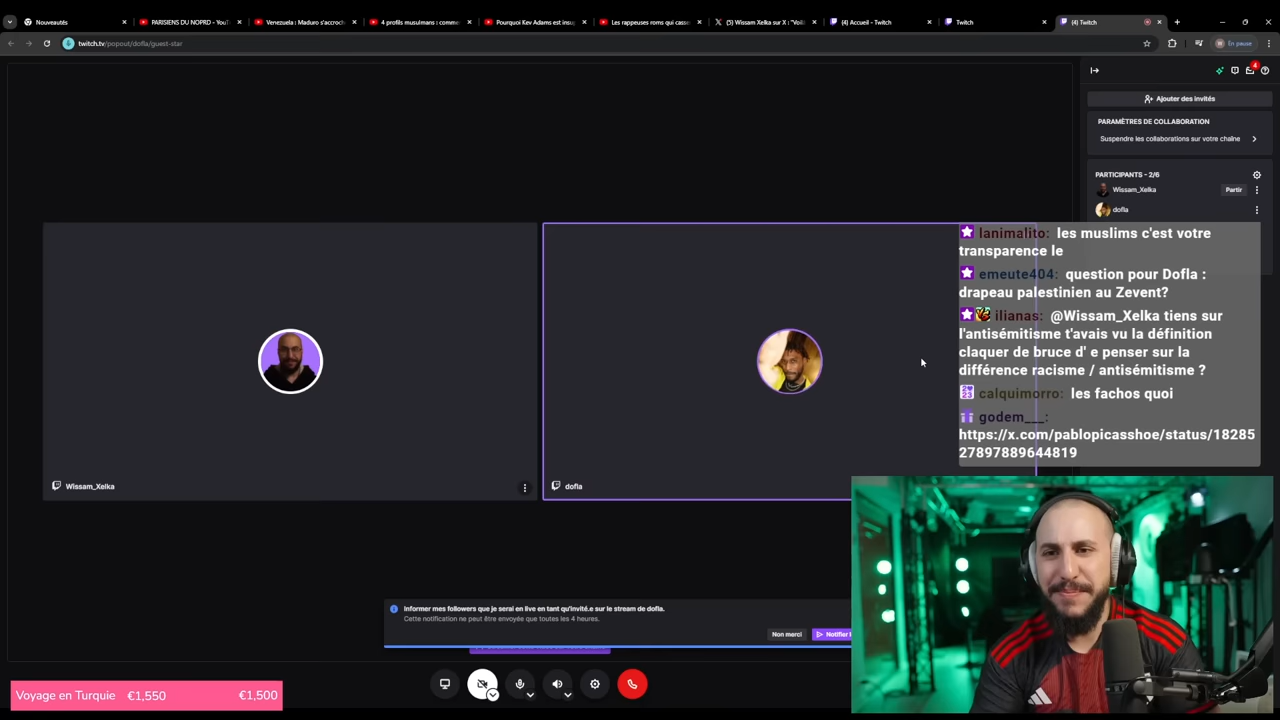 Nouveautés
PARISIENS DU NOPRD - YouT
Venezuela : Maduro s'accroch
4 profils musulmans : comme
Pourquoi Kev Adams est insup
Les rappeuses roms qui casse
(5) Wissam Xelka sur X : "Voilà
(4) Accueil - Twitch
Twitch
(4) Twitch
twitch.tv/popout/dofla/guest-star
En pause
4
Ajouter des invités
PARAMÈTRES DE COLLABORATION
Suspendre les collaborations sur votre chaîne
PARTICIPANTS - 2/6
Wissam_Xelka
Partir
dofla
lanimalito: les muslims c'est votre
transparence le
emeute404: question pour Dofla :
drapeau palestinien au Zevent?
ilianas: @Wissam_Xelka tiens sur
l'antisémitisme t'avais vu la définition
claquer de bruce d' e penser sur la
différence racisme / antisémitisme ?
calquimorro: les fachos quoi
godem___:
https://x.com/pablopicasshoe/status/18285
27897889644819
Wissam_Xelka
dofla
Informer mes followers que je serai en live en tant qu'invité.e sur le stream de dofla.
Cette notification ne peut être envoyée que toutes les 4 heures.
Non merci
Notifier
Voyage en Turquie €1,550 €1,500